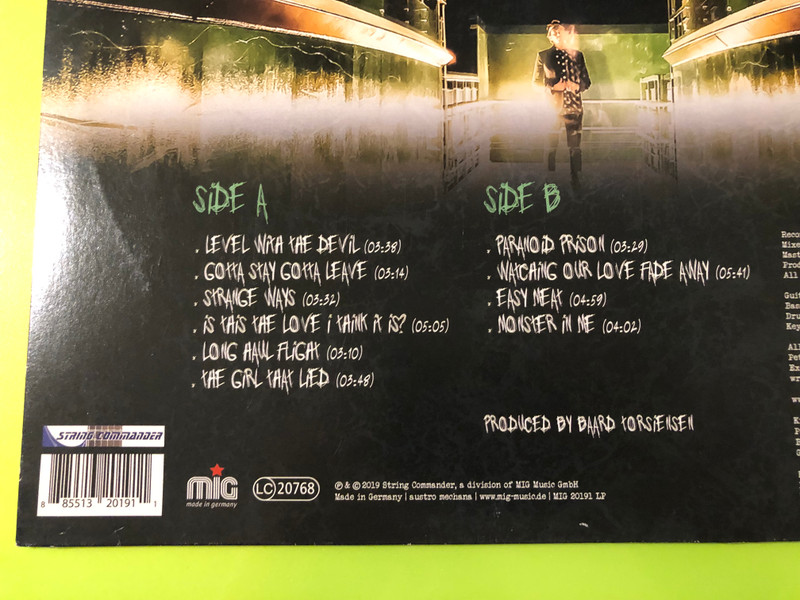 SiDE A
. LEVEL WITH THE DEVIL (03:38)
. GOTTA STAY GOTTA LEAVE (03:14)
. STRANGE WAYS (03:32)
. iS THIS THE LOVE i THINK iT iS? (05:05)
. LONG HAUL FLIGHT (03:10)
. THE GiRL THAT LiED (03:48)
SiDE B
. PARANOiD PRiSON (03:29)
. WATCHiNG OUR LOVE FADE AWAY (05:41)
. EASY MEAT (04:59)
. MONSTER iN ME (04:02)
PRODUCED BY BAARD TORSTENSEN
STRING COMMANDER
8 85513 20191 1
MIG
made in germany
LC 20768
℗ & © 2019 String Commander, a division of MIG Music GmbH
Made in Germany | austro mechana | www.mig-music.de | MIG 20191 LP
All